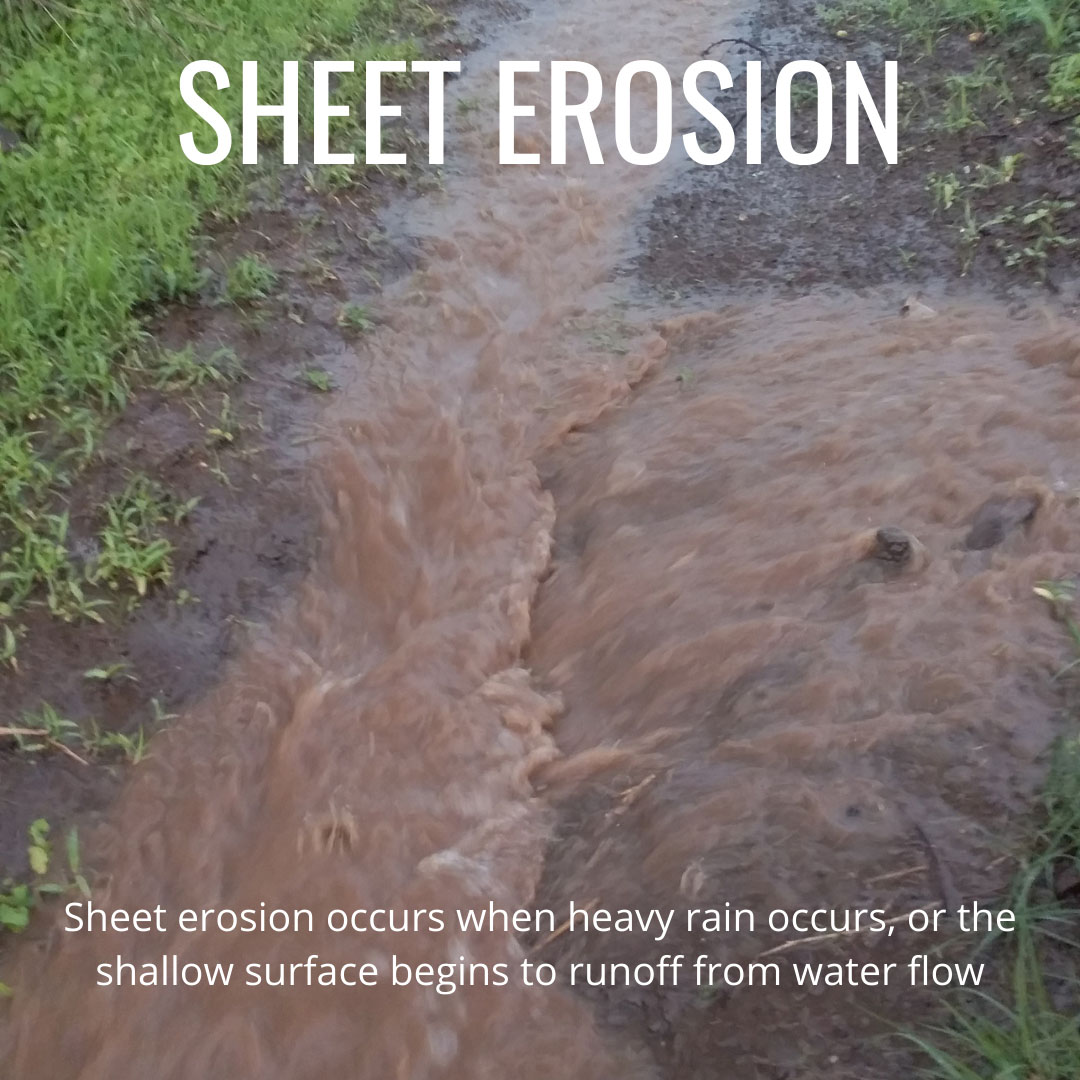 SHEET EROSION
Sheet erosion occurs when heavy rain occurs, or the
shallow surface begins to runoff from water flow